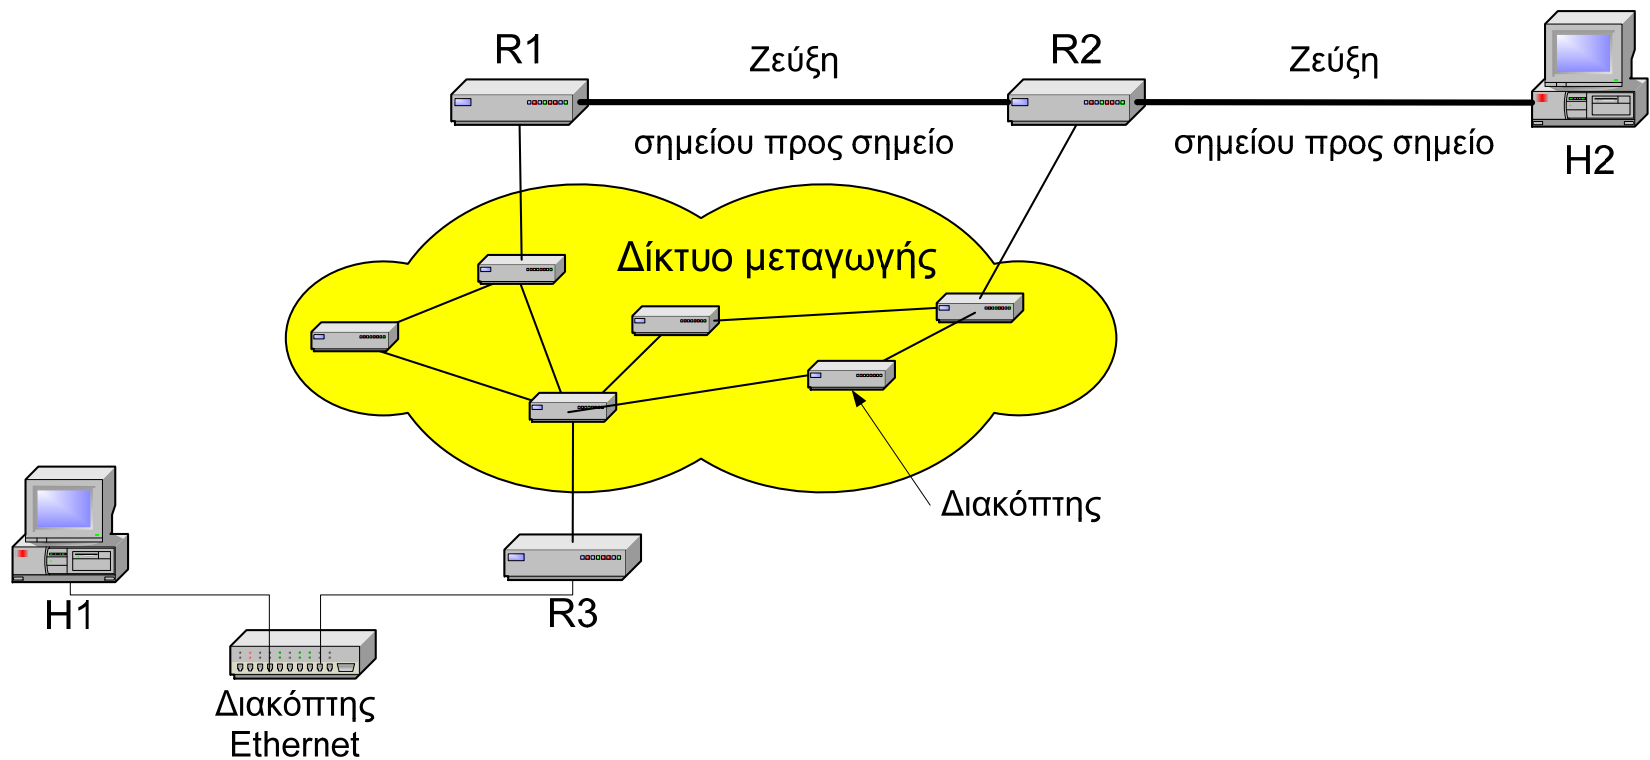 R1
Ζεύξη
R2
Ζεύξη
σημείου προς σημείο
σημείου προς σημείο
H2
Δίκτυο μεταγωγής
Διακόπτης
H1
R3
Διακόπτης
Ethernet